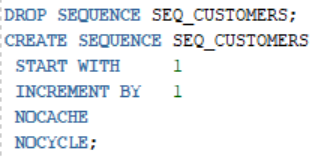 DROP SEQUENCE SEQ_CUSTOMERS;
CREATE SEQUENCE SEQ_CUSTOMERS
START WITH 1
INCREMENT BY 1
NOCACHE
NOCYCLE;